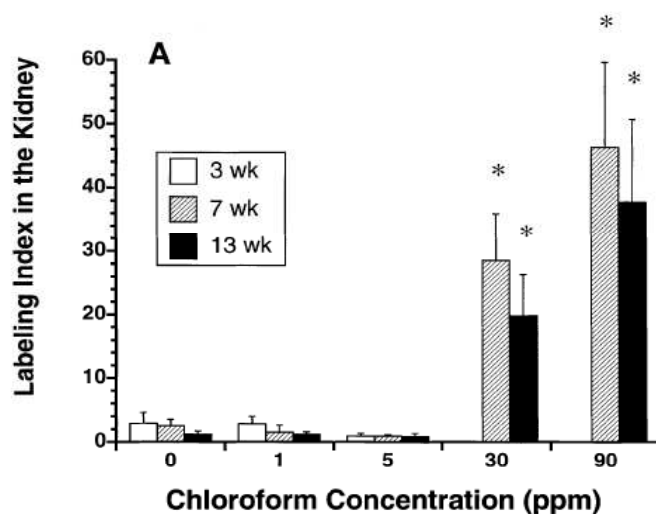 A
60
50
40
30
20
10
0
Labeling Index in the Kidney
3 wk
7 wk
13 wk
* *
* *
0 1 5 30 90
Chloroform Concentration (ppm)